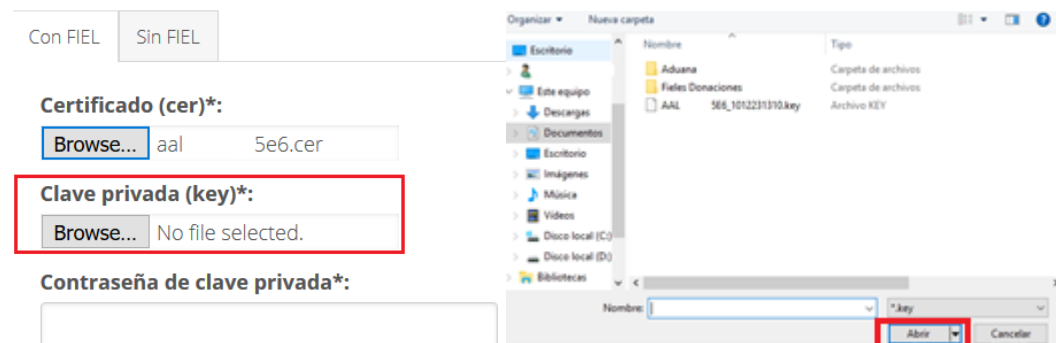 Con FIEL
Sin FIEL
Certificado (cer)*:
Browse... aal 5e6.cer
Clave privada (key)*:
Browse... No file selected.
Contraseña de clave privada*:
Organizar Nueva carpeta
Escritorio
Este equipo
Descargas
Documentos
Escritorio
Imágenes
Música
Vídeos
Disco local (C:)
Disco local (D:)
Bibliotecas
Nombre Tipo
Aduana Carpeta de archivos
Fieles Donaciones Carpeta de archivos
AAL 5E6_1012231310.key Archivo KEY
Nombre: *.key
Abrir Cancelar